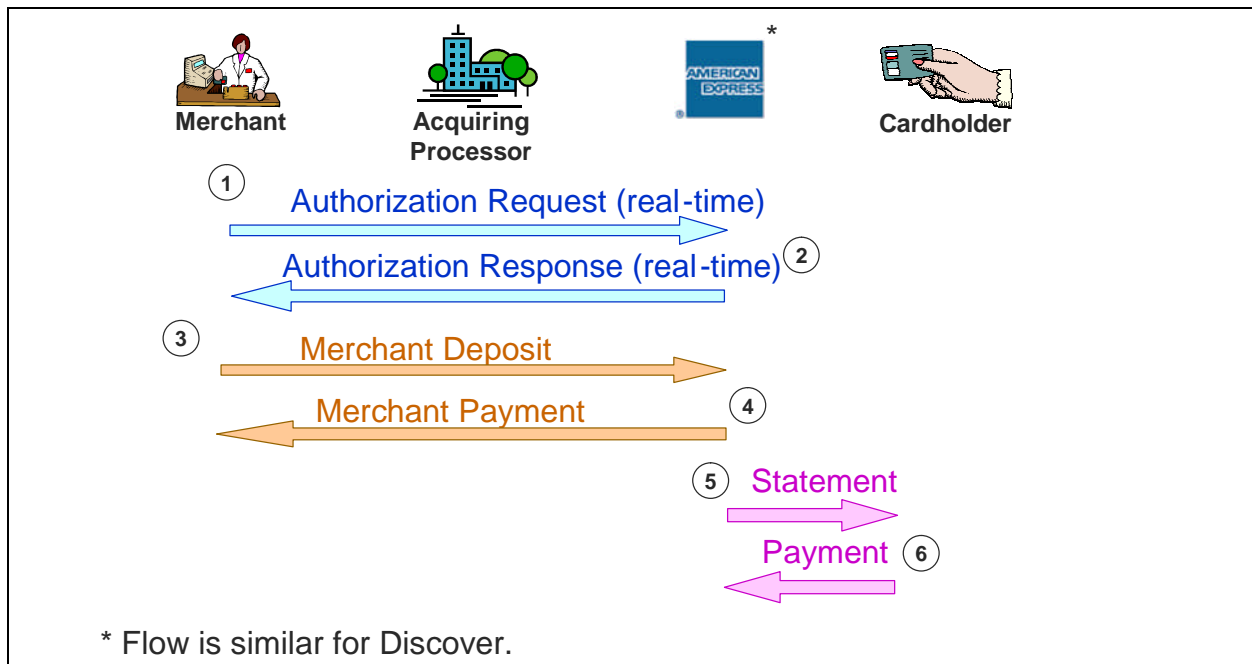 *
AMERICAN
EXPRESS
®
Merchant
Acquiring
Processor
Cardholder
1
Authorization Request (real-time)
Authorization Response (real-time)
2
3
Merchant Deposit
Merchant Payment
4
5
Statement
Payment
6
* Flow is similar for Discover.